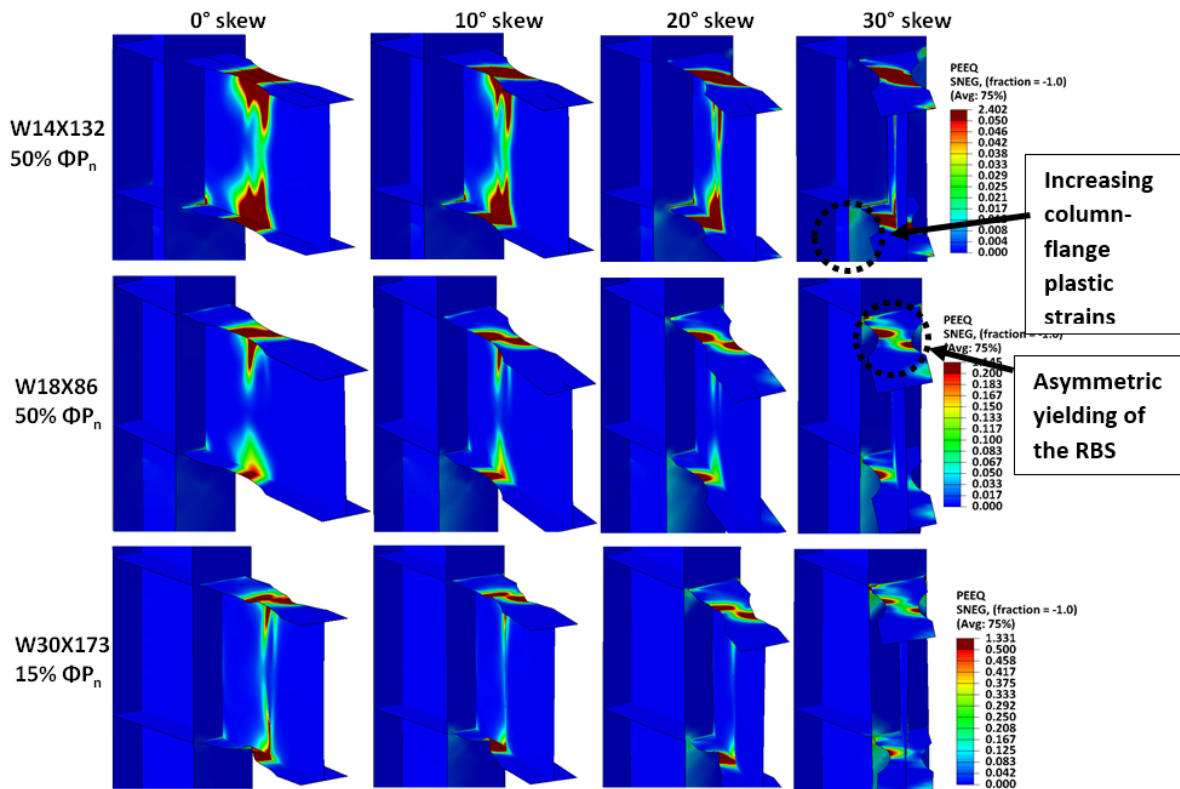 0° skew
10° skew
20° skew
30° skew
W14X132
50% ΦPn
PEEQ
SNEG, (fraction = -1.0)
(Avg: 75%)
2.402
0.050
0.046
0.042
0.038
0.033
0.029
0.025
0.021
0.017
0.008
0.004
0.000
Increasing
column-
flange
plastic
strains
W18X86
50% ΦPn
PEEQ
SNEG, (fraction = -1.0)
(Avg: 75%)
0.200
0.183
0.167
0.150
0.133
0.117
0.100
0.083
0.067
0.050
0.033
0.017
0.000
Asymmetric
yielding of
the RBS
W30X173
15% ΦPn
PEEQ
SNEG, (fraction = -1.0)
(Avg: 75%)
1.331
0.500
0.458
0.417
0.375
0.333
0.292
0.250
0.208
0.167
0.125
0.083
0.042
0.000